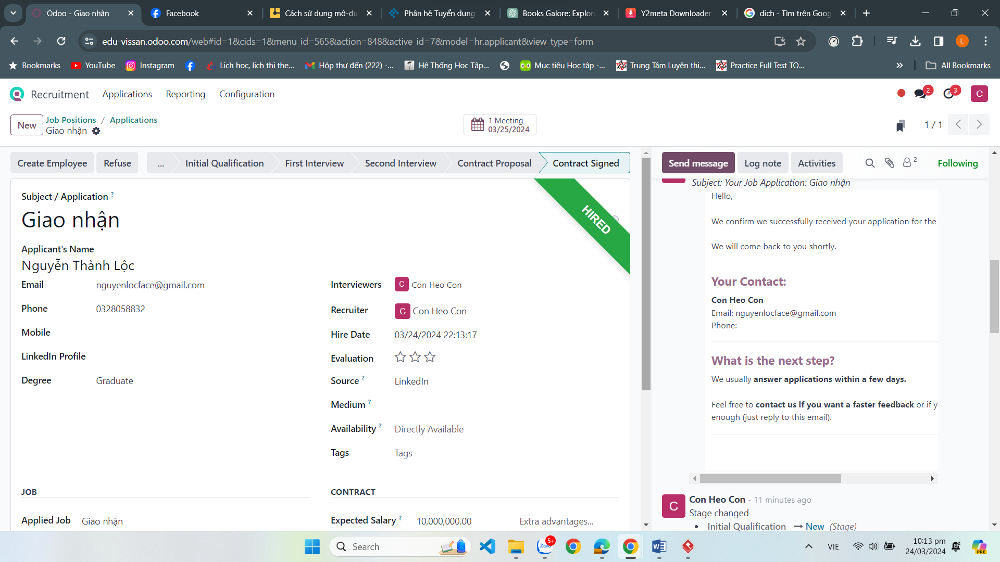 Odoo - Giao nhận
Facebook
Cách sử dụng mô-đu
Phân hệ Tuyển dụng
Books Galore: Explor
Y2meta Downloader
dich - Tìm trên Goog
edu-vissan.odoo.com/web#id=1&cids=1&menu_id=565&action=848&active_id=7&model=hr.applicant&view_type=form
L
Bookmarks
YouTube
Instagram
Lịch học, lịch thi the...
Hộp thư đến (222) -...
Hệ Thống Học Tập...
Mục tiêu Học tập -...
Trung Tâm Luyện thi...
Practice Full Test TO...
All Bookmarks
Recruitment
Applications
Reporting
Configuration
2
3
C
New
Job Positions / Applications
Giao nhận
1 Meeting
03/25/2024
1 / 1
Create Employee
Refuse
...
Initial Qualification
First Interview
Second Interview
Contract Proposal
Contract Signed
Send message
Log note
Activities
2
Following
Subject / Application ?
Giao nhận
HIRED
Applicant's Name
Nguyễn Thành Lộc
Email nguyenlocface@gmail.com
Phone 0328058832
Mobile
LinkedIn Profile
Degree Graduate
Interviewers C Con Heo Con
Recruiter C Con Heo Con
Hire Date 03/24/2024 22:13:17
Evaluation
Source ? LinkedIn
Medium ?
Availability ? Directly Available
Tags Tags
JOB
Applied Job Giao nhận
CONTRACT
Expected Salary ? 10,000,000.00 Extra advantages...
Subject: Your Job Application: Giao nhận
Hello,
We confirm we successfully received your application for the
We will come back to you shortly.
Your Contact:
Con Heo Con
Email: nguyenlocface@gmail.com
Phone:
What is the next step?
We usually answer applications within a few days.
Feel free to contact us if you want a faster feedback or if y
enough (just reply to this email).
C
Con Heo Con - 11 minutes ago
Stage changed
• Initial Qualification → New (Stage)
Search
Zalo
5+
VIE
10:13 pm
24/03/2024
PRE